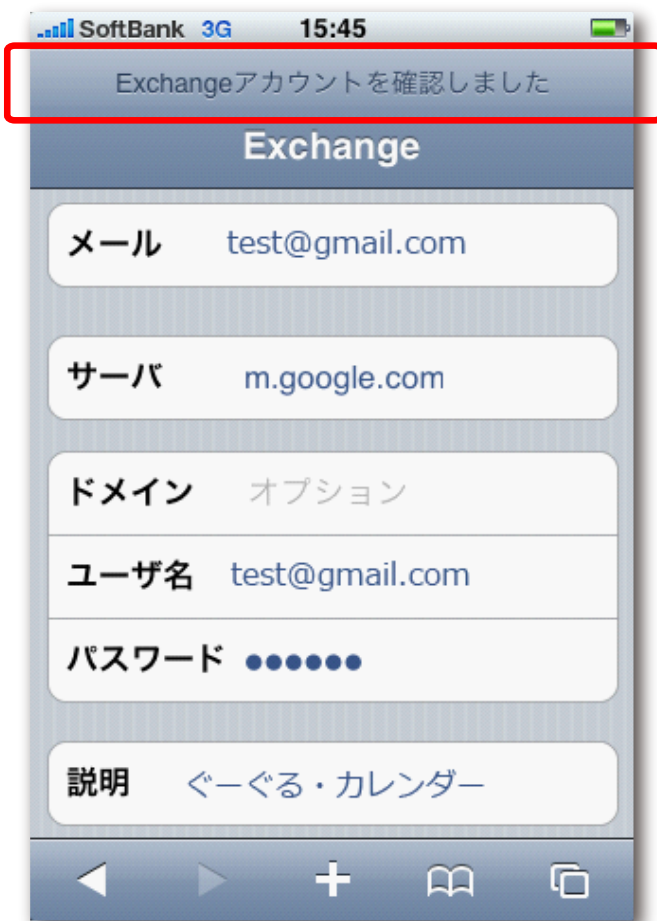 SoftBank 3G 15:45
Exchangeアカウントを確認しました
Exchange
メール test@gmail.com
サーバ m.google.com
ドメイン オプション
ユーザ名 test@gmail.com
パスワード ●●●●●●
説明 ぐーぐる・カレンダー